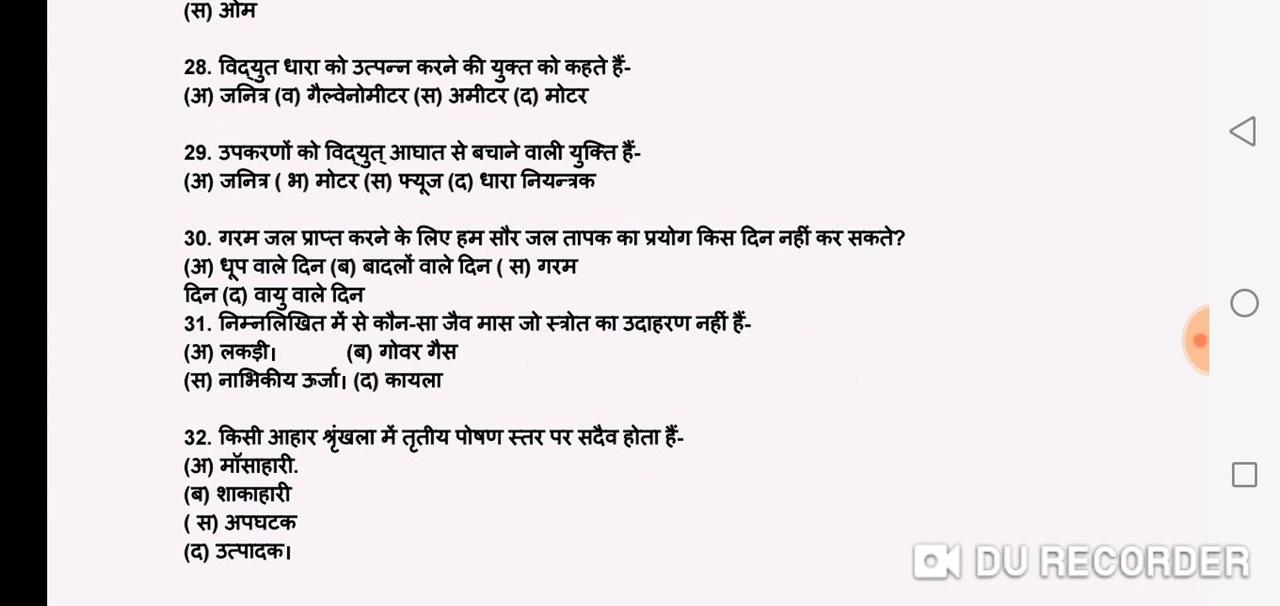 (स) ओम
28. विद्युत धारा को उत्पन्न करने की युक्त को कहते हैं-
(अ) जनित्र (व) गैल्वेनोमीटर (स) अमीटर (द) मोटर
29. उपकरणों को विद्युत् आघात से बचाने वाली युक्ति हैं-
(अ) जनित्र ( भ) मोटर (स) फ्यूज (द) धारा नियन्त्रक
30. गरम जल प्राप्त करने के लिए हम सौर जल तापक का प्रयोग किस दिन नहीं कर सकते?
(अ) धूप वाले दिन (ब) बादलों वाले दिन ( स) गरम
दिन (द) वायु वाले दिन
31. निम्नलिखित में से कौन-सा जैव मास जो स्त्रोत का उदाहरण नहीं हैं-
(अ) लकड़ी। (ब) गोवर गैस
(स) नाभिकीय ऊर्जा। (द) कायला
32. किसी आहार श्रृंखला में तृतीय पोषण स्तर पर सदैव होता हैं-
(अ) मॉसाहारी.
(ब) शाकाहारी
( स) अपघटक
(द) उत्पादक।
DU RECORDER